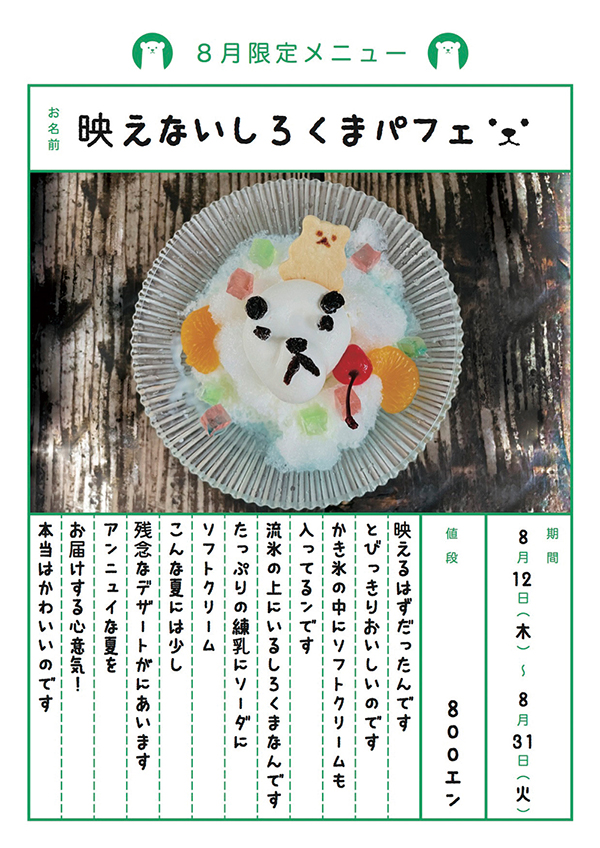 8月限定メニュー
お名前
映えないしろくまパフェ
期間
8月12日(木)~8月31日(火)
値段
800エン
映えるはずだったんです
とびっきりおいしいのです
かき氷の中にソフトクリームも
入ってるンです
流氷の上にいるしろくまなんです
たっぷりの練乳にソーダに
ソフトクリーム
こんな夏には少し
残念なデザートがにあいます
アンニュイな夏を
お届けする心意気!
本当はかわいいのです